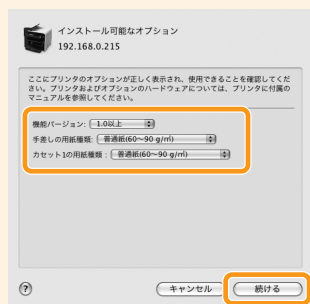 インストール可能なオプション
192.168.0.215
ここにプリンタのオプションが正しく表示され、使用できることを確認してくだ
さい。プリンタおよびオプションのハードウェアについては、プリンタに付属の
マニュアルを参照してください。
機能バージョン: 1.0以上
手差しの用紙種類: 普通紙(60〜90 g/㎡)
カセット1の用紙種類: 普通紙(60〜90 g/㎡)
? キャンセル 続ける